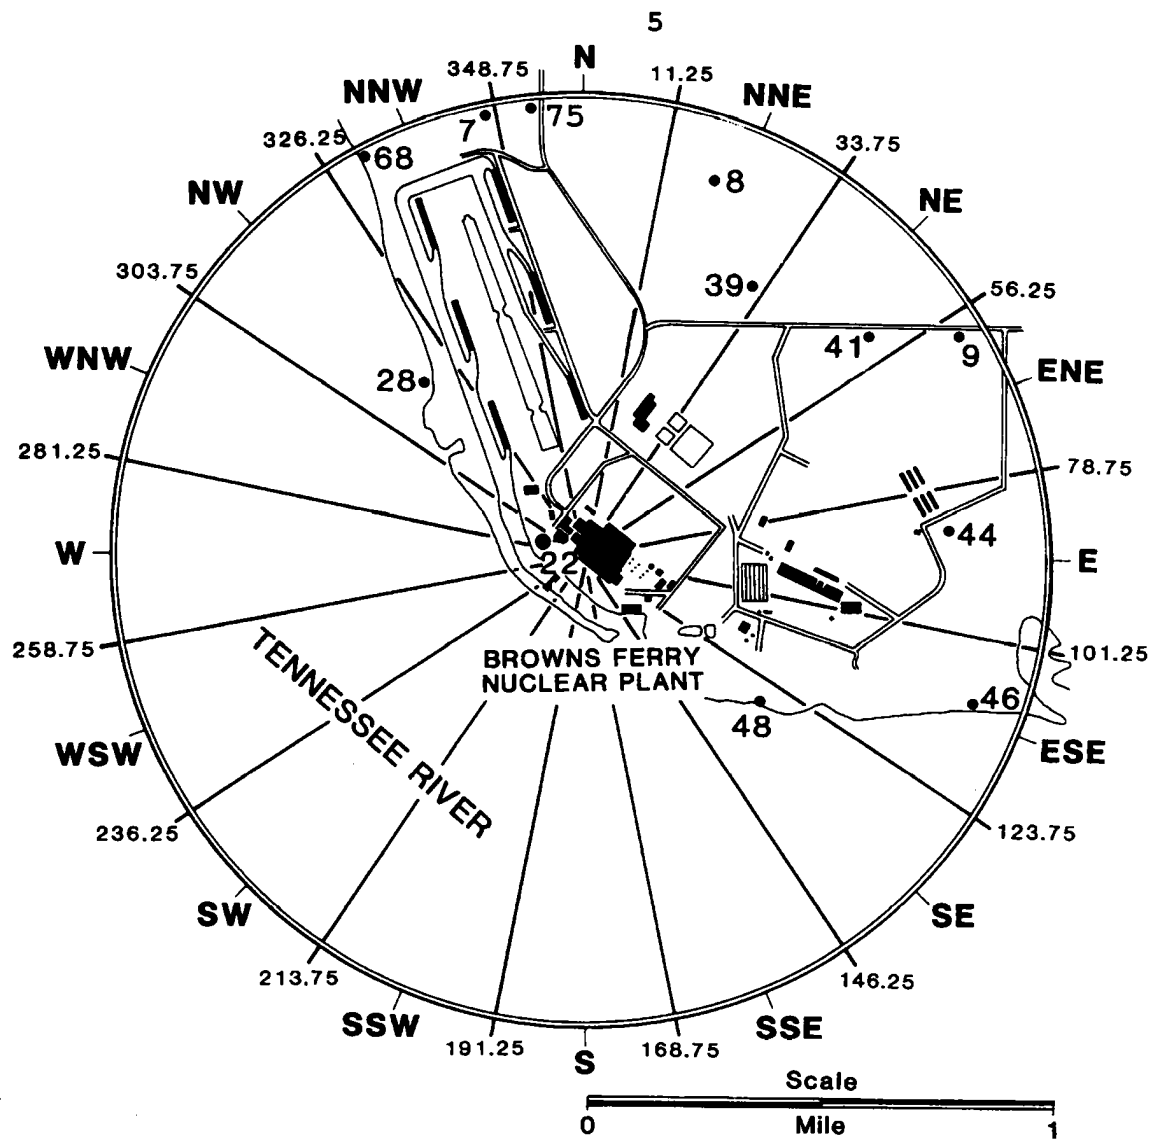 5
N
348.75
11.25
NNW
NNE
7
75
326.25
68
33.75
8
NW
NE
303.75
39
56.25
WNW
41
9
ENE
28
281.25
78.75
W
22
44
E
258.75
TENNESSEE RIVER
BROWNS FERRY
NUCLEAR PLANT
101.25
46
48
WSW
ESE
236.25
123.75
SW
SE
213.75
146.25
SSW
SSE
191.25
S
168.75
Scale
0
Mile
1